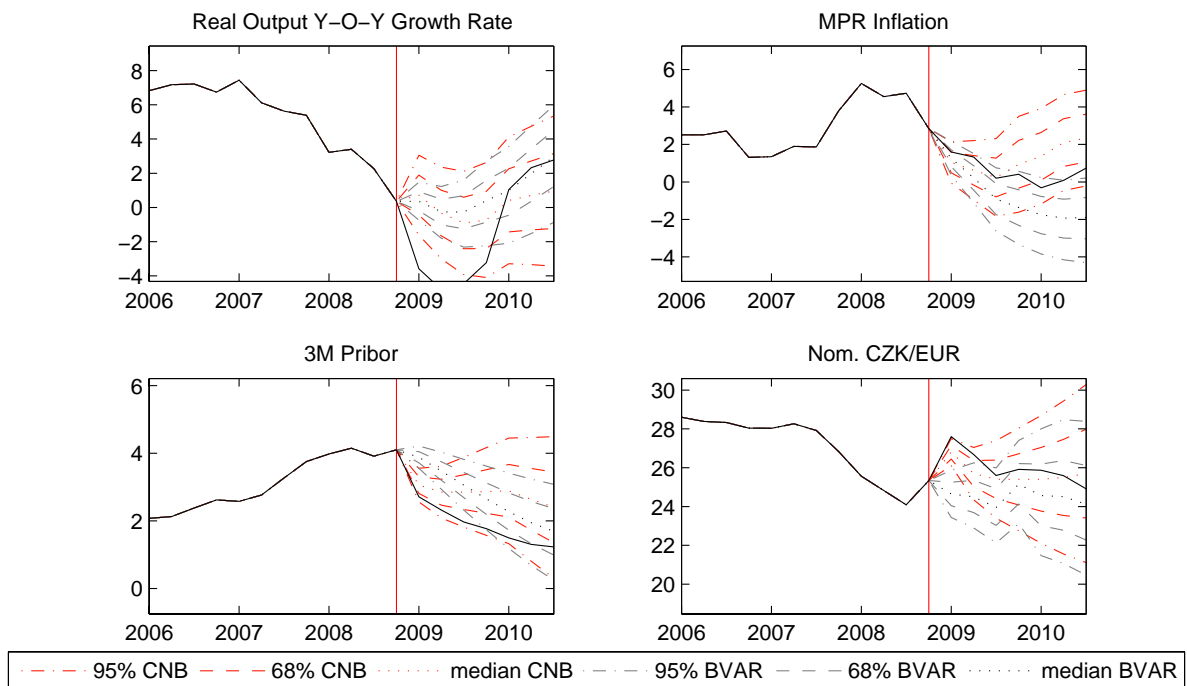 Real Output Y−O−Y Growth Rate
8
6
4
2
0
−2
−4
2006 2007 2008 2009 2010
MPR Inflation
6
4
2
0
−2
−4
2006 2007 2008 2009 2010
3M Pribor
6
4
2
0
2006 2007 2008 2009 2010
Nom. CZK/EUR
30
28
26
24
22
20
2006 2007 2008 2009 2010
95% CNB 68% CNB median CNB 95% BVAR 68% BVAR median BVAR